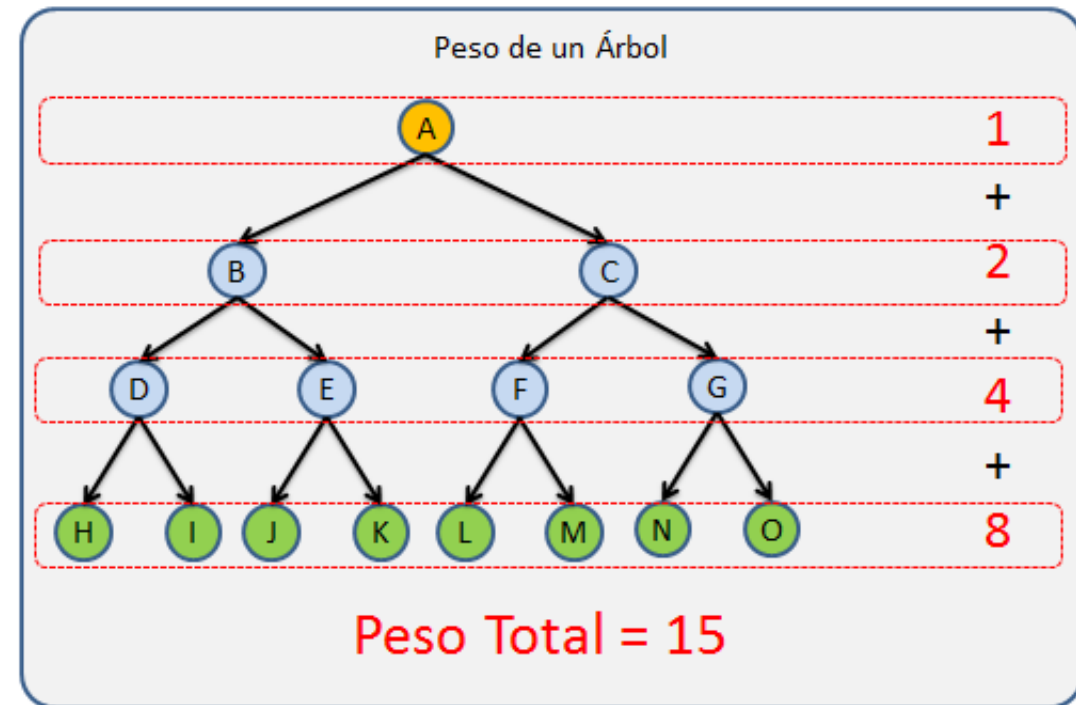 Peso de un Árbol
A 1
+
B C 2
+
D E F G 4
+
H I J K L M N O 8
Peso Total = 15